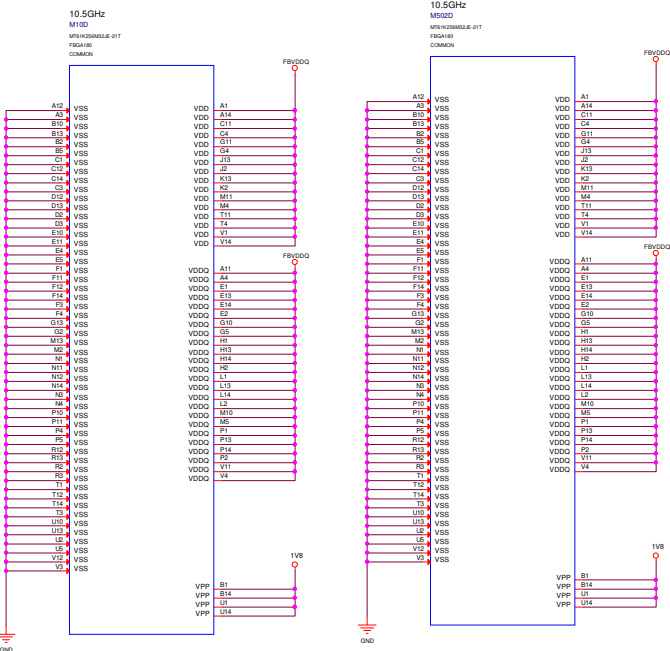 10.5GHz
M10D
MT61K256M32JE-21T
FBGA180
COMMON
FBVDDQ
A12 VSS
A3 VSS
B10 VSS
B13 VSS
B2 VSS
B5 VSS
C1 VSS
C12 VSS
C14 VSS
C3 VSS
D12 VSS
D13 VSS
D2 VSS
D3 VSS
E10 VSS
E11 VSS
E4 VSS
E5 VSS
F1 VSS
F11 VSS
F12 VSS
F14 VSS
F3 VSS
F4 VSS
G13 VSS
G2 VSS
M13 VSS
M2 VSS
N1 VSS
N11 VSS
N12 VSS
N14 VSS
N3 VSS
N4 VSS
P10 VSS
P11 VSS
P4 VSS
P5 VSS
R12 VSS
R13 VSS
R2 VSS
R3 VSS
T1 VSS
T12 VSS
T14 VSS
T3 VSS
U10 VSS
U13 VSS
U2 VSS
U5 VSS
V12 VSS
V3 VSS
GND
VDD A1
VDD A14
VDD C11
VDD C4
VDD G11
VDD G4
VDD J13
VDD J2
VDD K13
VDD K2
VDD M11
VDD M4
VDD T11
VDD T4
VDD V1
VDD V14
FBVDDQ
VDDQ A11
VDDQ A4
VDDQ E1
VDDQ E13
VDDQ E14
VDDQ E2
VDDQ G10
VDDQ G5
VDDQ H1
VDDQ H13
VDDQ H14
VDDQ H2
VDDQ L1
VDDQ L13
VDDQ L14
VDDQ L2
VDDQ M10
VDDQ M5
VDDQ P1
VDDQ P13
VDDQ P14
VDDQ P2
VDDQ V11
VDDQ V4
1V8
VPP B1
VPP B14
VPP U1
VPP U14
10.5GHz
M502D
MT61K256M32JE-21T
FBGA180
COMMON
FBVDDQ
A12 VSS
A3 VSS
B10 VSS
B13 VSS
B2 VSS
B5 VSS
C1 VSS
C12 VSS
C14 VSS
C3 VSS
D12 VSS
D13 VSS
D2 VSS
D3 VSS
E10 VSS
E11 VSS
E4 VSS
E5 VSS
F1 VSS
F11 VSS
F12 VSS
F14 VSS
F3 VSS
F4 VSS
G13 VSS
G2 VSS
M13 VSS
M2 VSS
N1 VSS
N11 VSS
N12 VSS
N14 VSS
N3 VSS
N4 VSS
P10 VSS
P11 VSS
P4 VSS
P5 VSS
R12 VSS
R13 VSS
R2 VSS
R3 VSS
T1 VSS
T12 VSS
T14 VSS
T3 VSS
U10 VSS
U13 VSS
U2 VSS
U5 VSS
V12 VSS
V3 VSS
GND
VDD A1
VDD A14
VDD C11
VDD C4
VDD G11
VDD G4
VDD J13
VDD J2
VDD K13
VDD K2
VDD M11
VDD M4
VDD T11
VDD T4
VDD V1
VDD V14
FBVDDQ
VDDQ A11
VDDQ A4
VDDQ E1
VDDQ E13
VDDQ E14
VDDQ E2
VDDQ G10
VDDQ G5
VDDQ H1
VDDQ H13
VDDQ H14
VDDQ H2
VDDQ L1
VDDQ L13
VDDQ L14
VDDQ L2
VDDQ M10
VDDQ M5
VDDQ P1
VDDQ P13
VDDQ P14
VDDQ P2
VDDQ V11
VDDQ V4
1V8
VPP B1
VPP B14
VPP U1
VPP U14